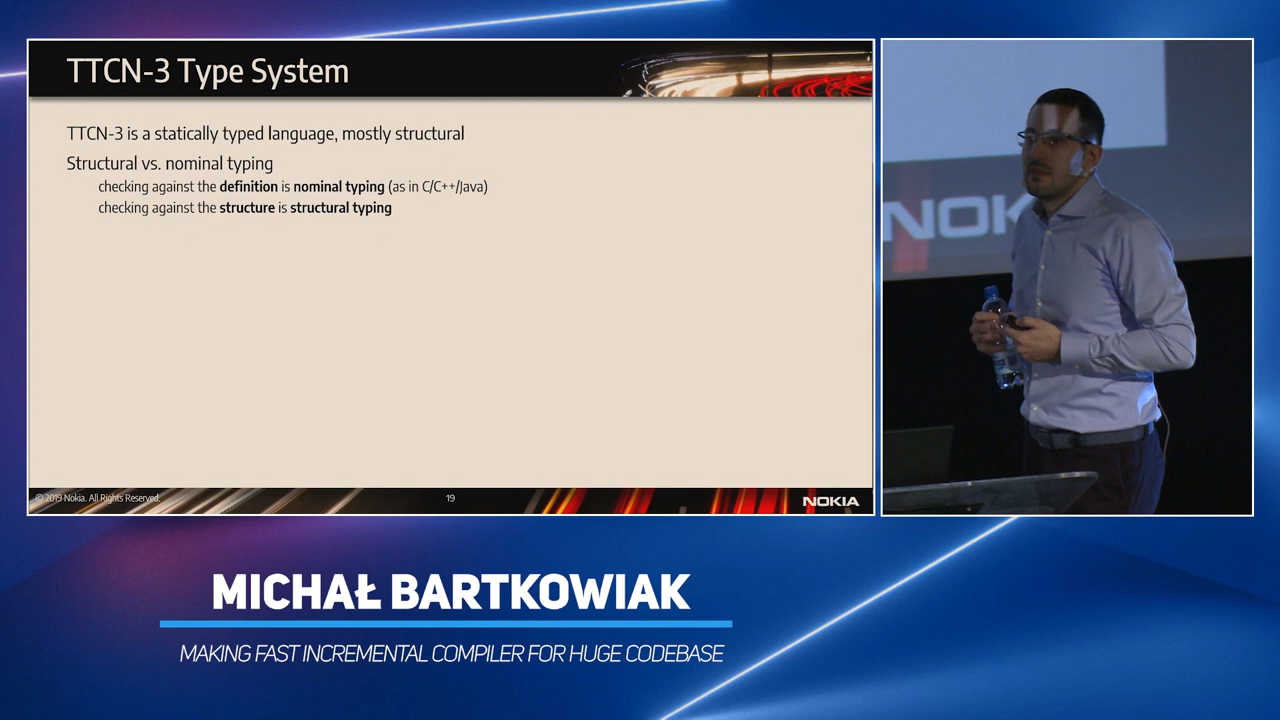 TTCN-3 Type System
TTCN-3 is a statically typed language, mostly structural
Structural vs. nominal typing
checking against the definition is nominal typing (as in C/C++/Java)
checking against the structure is structural typing
© 2019 Nokia. All Rights Reserved.
19
NOKIA
NOK
MICHAŁ BARTKOWIAK
MAKING FAST INCREMENTAL COMPILER FOR HUGE CODEBASE